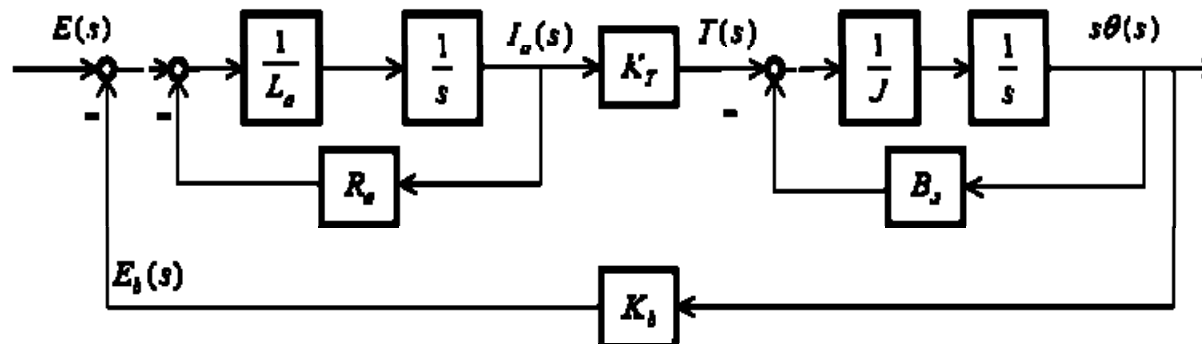 E(s)
−
−
1/L_a
1/s
I_a(s)
K_T
T(s)
−
1/J
1/s
sθ(s)
R_a
B_s
E_b(s)
K_b